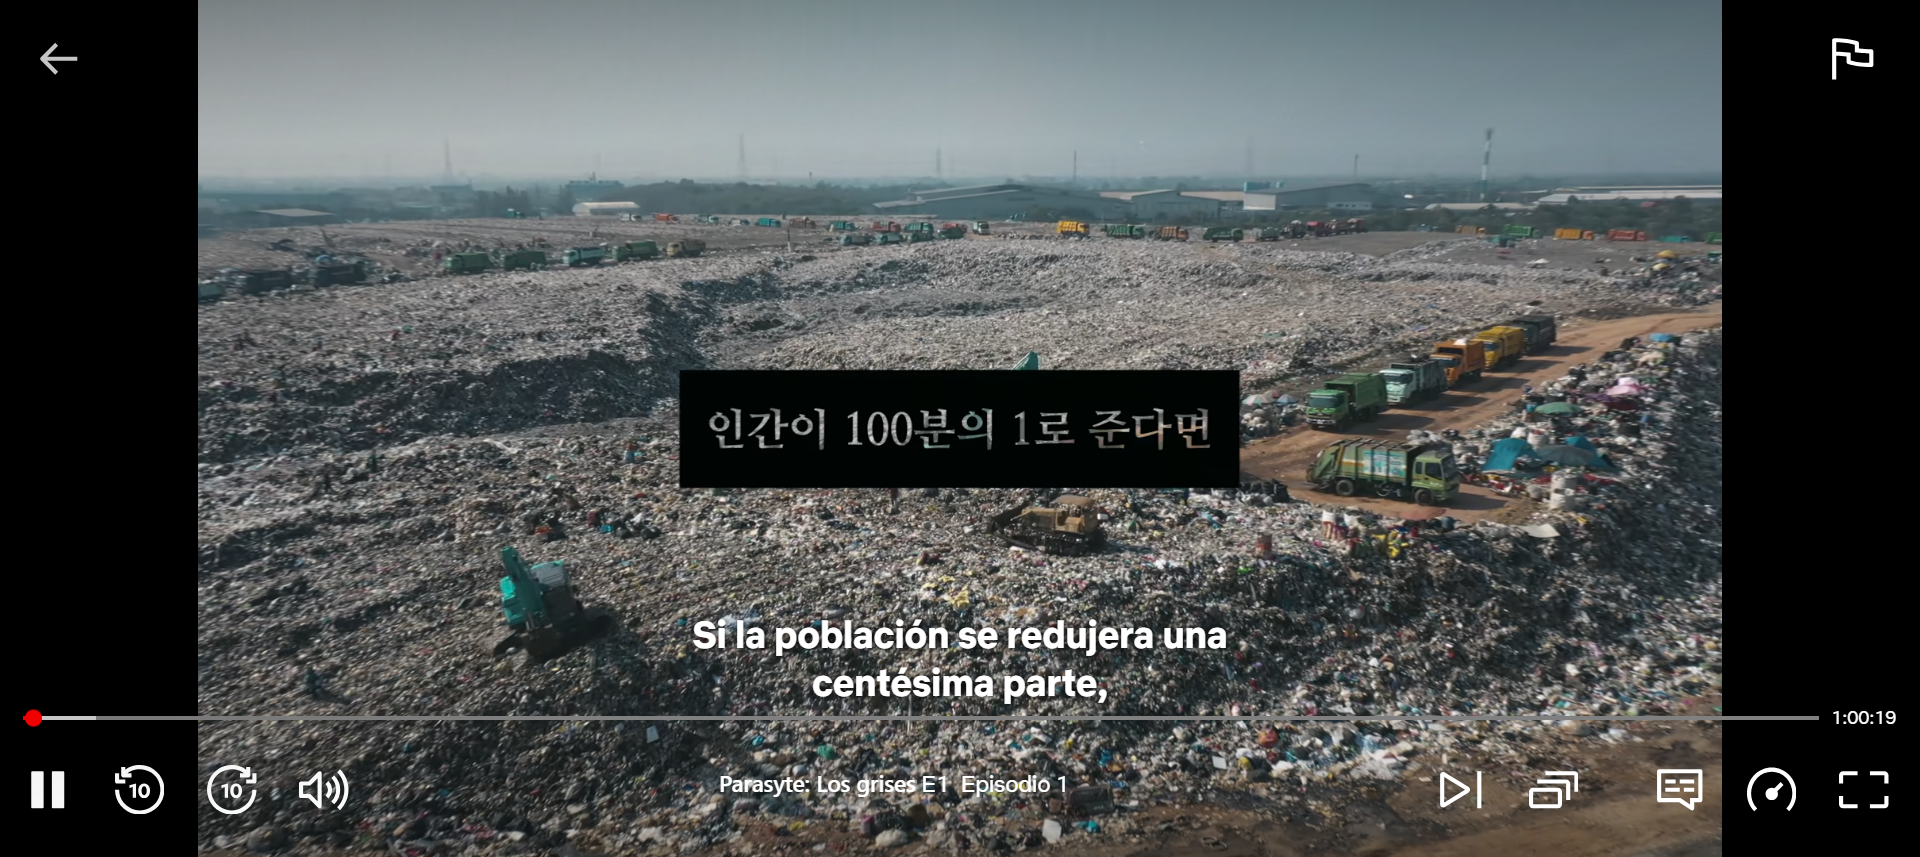 인간이 100분의 1로 준다면
Si la población se redujera una
centésima parte,
1:00:19
10
10
Parasyte: Los grises E1 Episodio 1